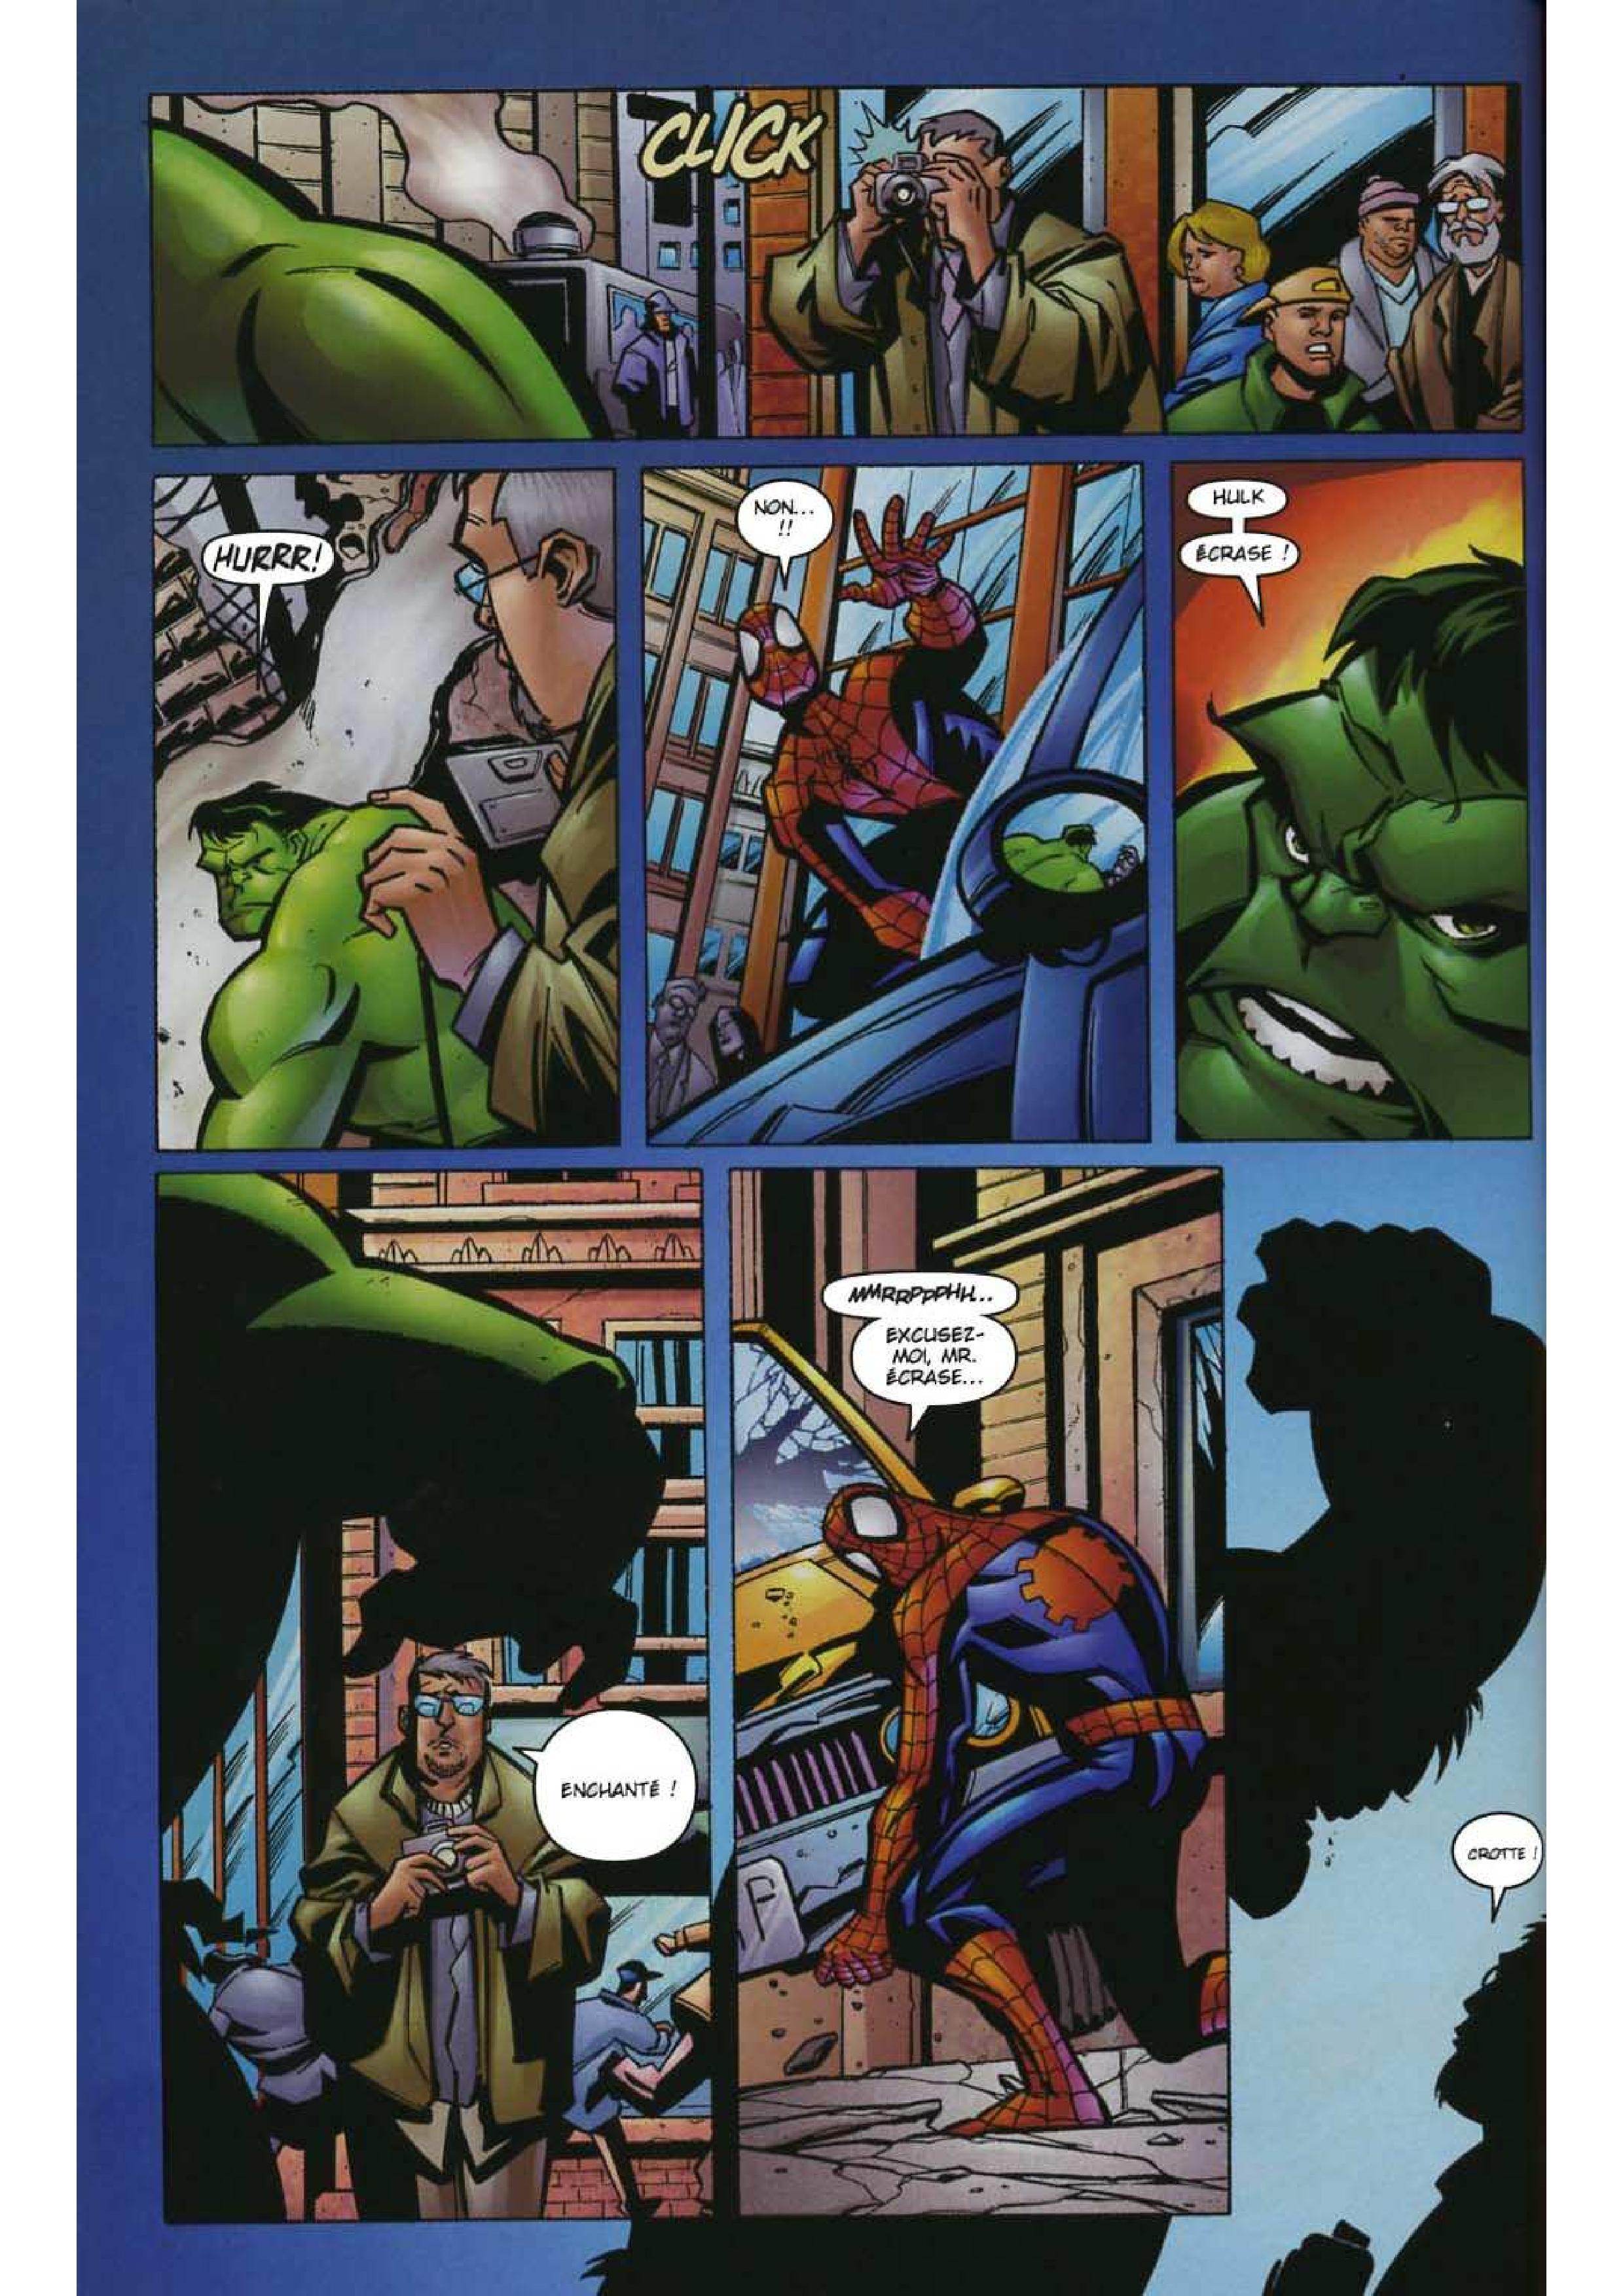 CLICK
HURRR!
NON...
!!
HULK
ÉCRASE !
ENCHANTÉ !
MMRRPPPHH...
EXCUSEZ-
MOI, MR.
ÉCRASE...
CROTTE !